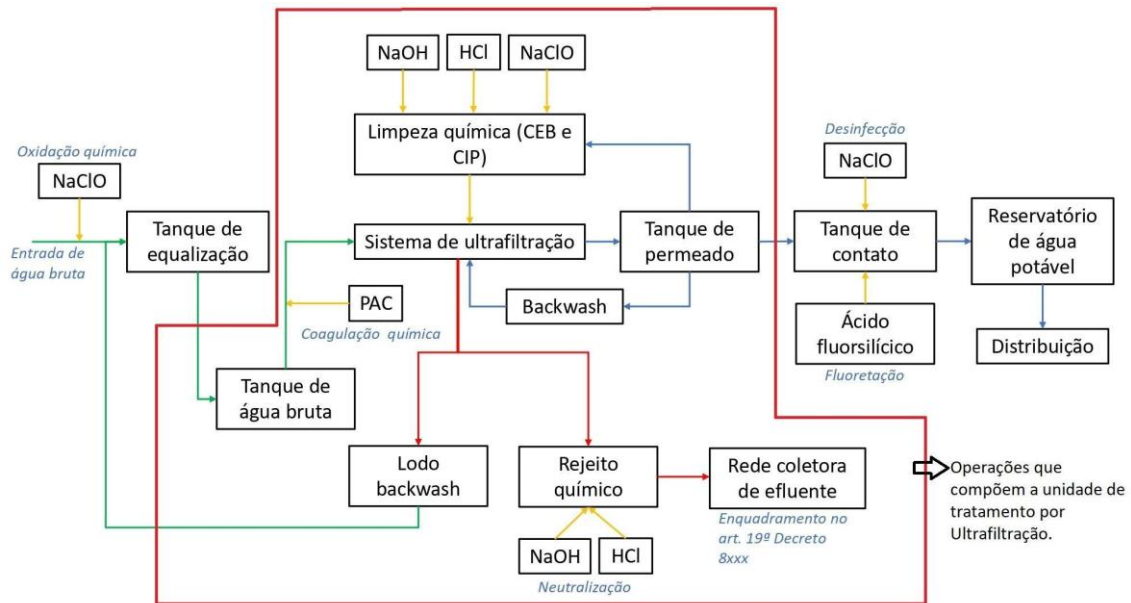 NaOH
HCl
NaClO
Limpeza química (CEB e
CIP)
Oxidação química
NaClO
Entrada de
água bruta
Tanque de
equalização
Sistema de ultrafiltração
Tanque de
permeado
Backwash
PAC
Coagulação química
Tanque de
água bruta
Desinfecção
NaClO
Tanque de
contato
Ácido
fluorsilícico
Fluoretação
Reservatório
de água
potável
Distribuição
Lodo
backwash
Rejeito
químico
NaOH
HCl
Neutralização
Rede coletora
de efluente
Enquadramento no
art. 19º Decreto
8xxx
Operações que
compõem a unidade de
tratamento por
Ultrafiltração.